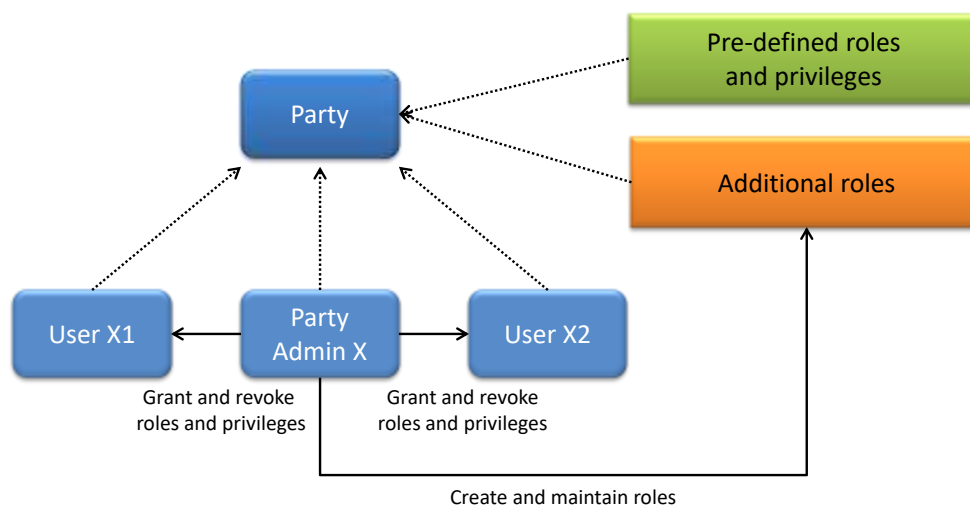 Pre-defined roles
and privileges
Party
Additional roles
User X1
Party
Admin X
User X2
Grant and revoke
roles and privileges
Grant and revoke
roles and privileges
Create and maintain roles